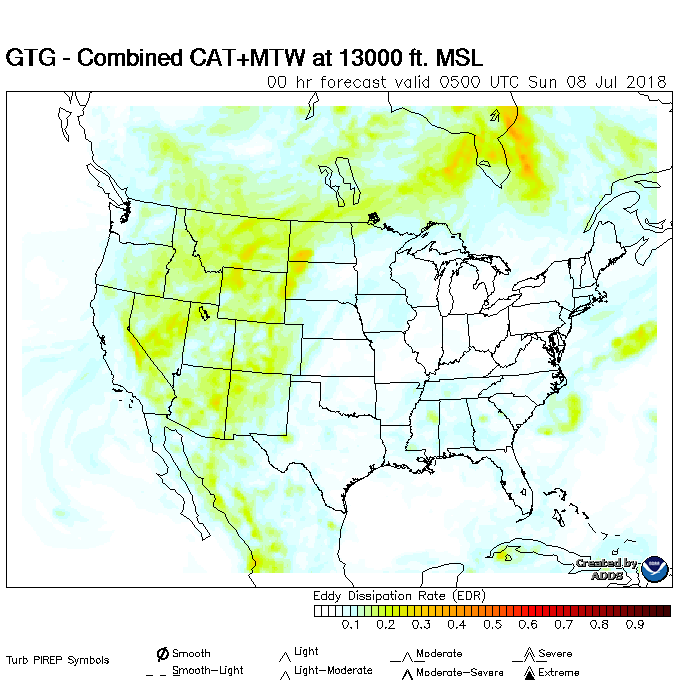 GTG - Combined CAT+MTW at 13000 ft. MSL
00 hr forecast valid 0500 UTC Sun 08 Jul 2018
Created by
ADDS
Eddy Dissipation Rate (EDR)
0.1 0.2 0.3 0.4 0.5 0.6 0.7 0.8 0.9
Turb PIREP Symbols
Smooth Light Moderate Severe
Smooth-Light Light-Moderate Moderate-Severe Extreme